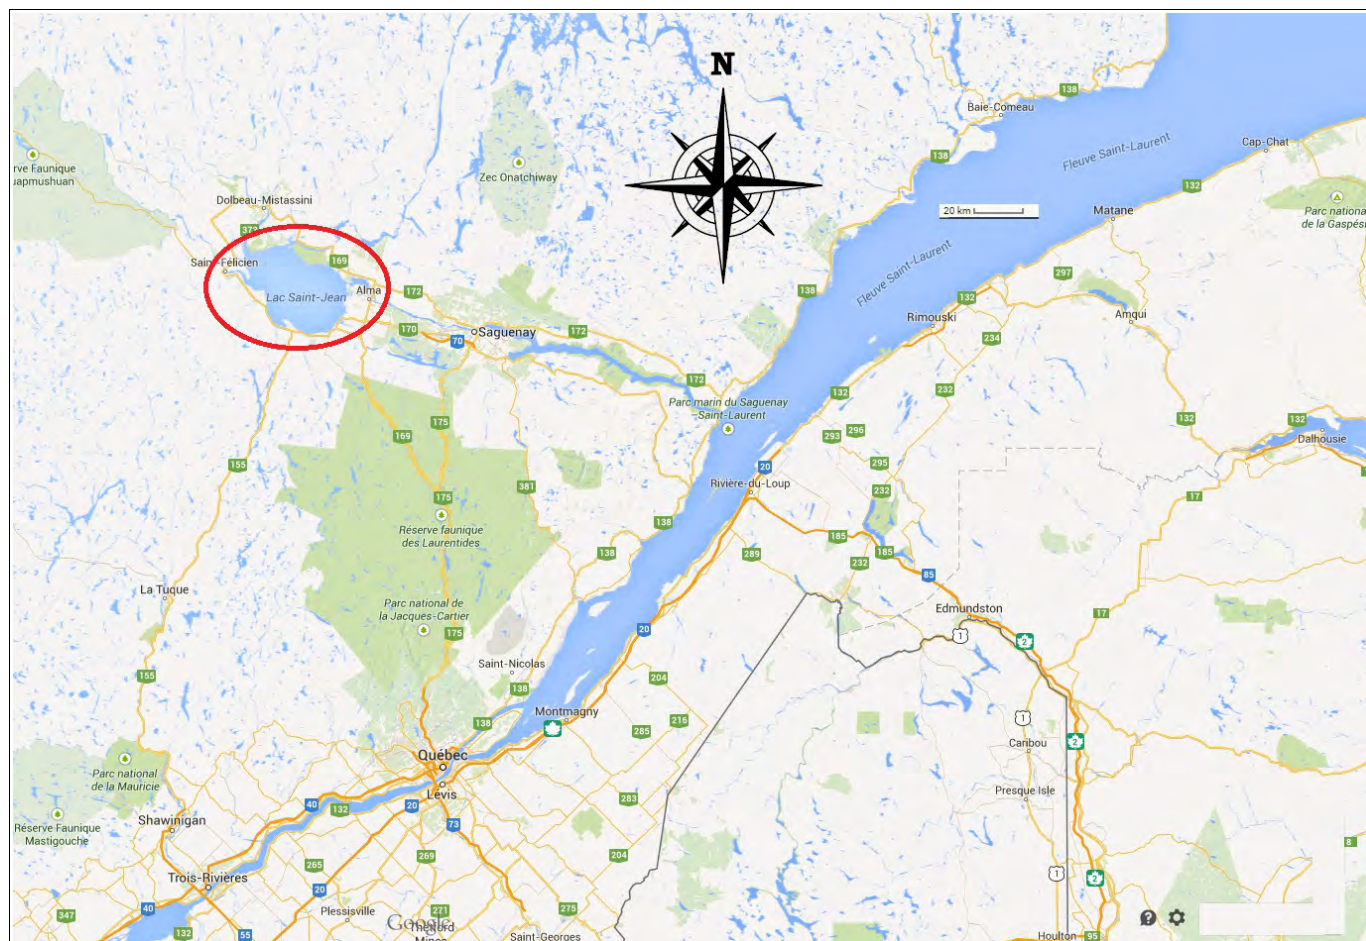 N
138
Baie-Comeau
Fleuve Saint-Laurent
Cap-Chat
138
rve Faunique
uapmushuan
Zec Onatchiway
132
Dolbeau-Mistassini
20 km
Matane
Parc national
de la Gaspési
373
Saint-Félicien
169
Fleuve Saint-Laurent
297
Lac Saint-Jean
Alma
172
138
132
Rimouski
Amqui
170
Saguenay
172
70
234
172
232
132
Parc marin du Saguenay
–Saint-Laurent
175
169
293
296
132
132
Dalhousie
155
20
295
Rivière-du-Loup
232
381
175
17
Réserve faunique
des Laurentides
138
138
185
289
185
232
85
La Tuque
Parc national de
la Jacques-Cartier
Edmundston
17
175
20
1
2
Saint-Nicolas
155
138
204
Montmagny
138
216
285
1
Québec
Caribou
2
Parc national
de la Mauricie
Lévis
Presque Isle
40
132
20
283
Réserve Faunique
Mastigouche
Shawinigan
73
8
269
204
265
Trois-Rivières
20
1
2
347
40
Plessisville
271
275
Google
Thetford
Mines
132
55
Saint-Georges
Houlton
95